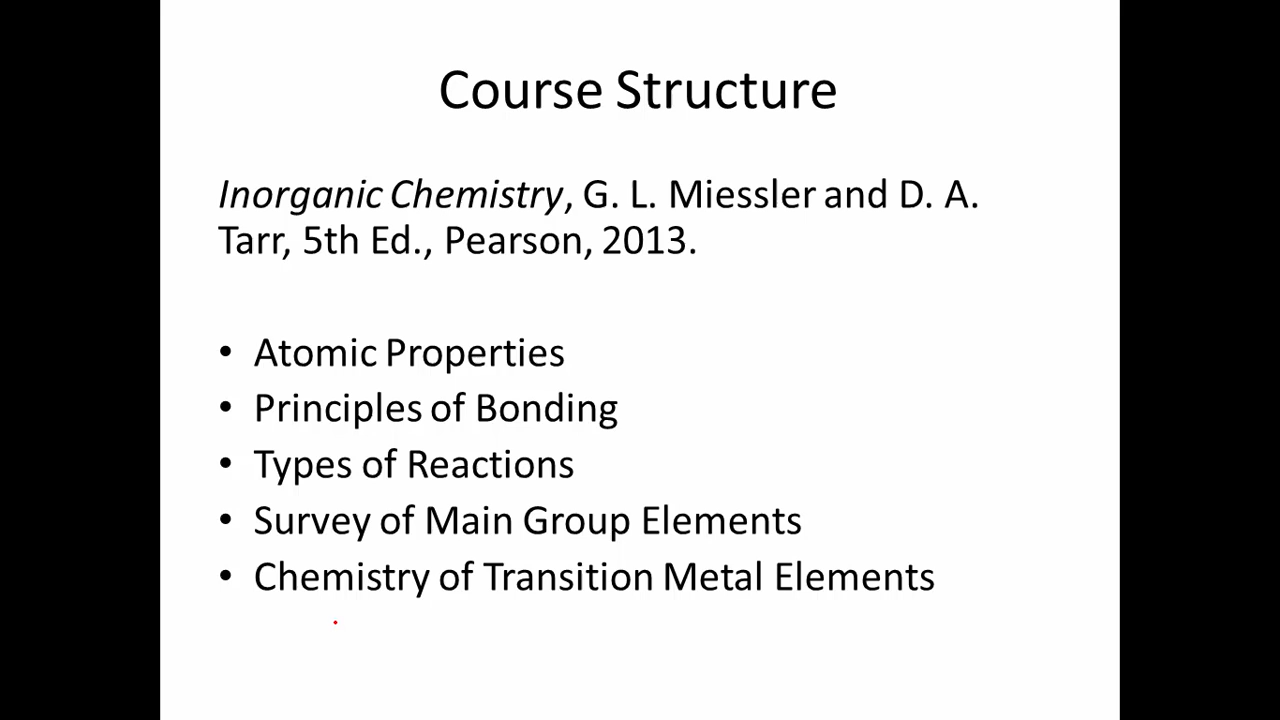 Course Structure
Inorganic Chemistry, G. L. Miessler and D. A.
Tarr, 5th Ed., Pearson, 2013.
• Atomic Properties
• Principles of Bonding
• Types of Reactions
• Survey of Main Group Elements
• Chemistry of Transition Metal Elements